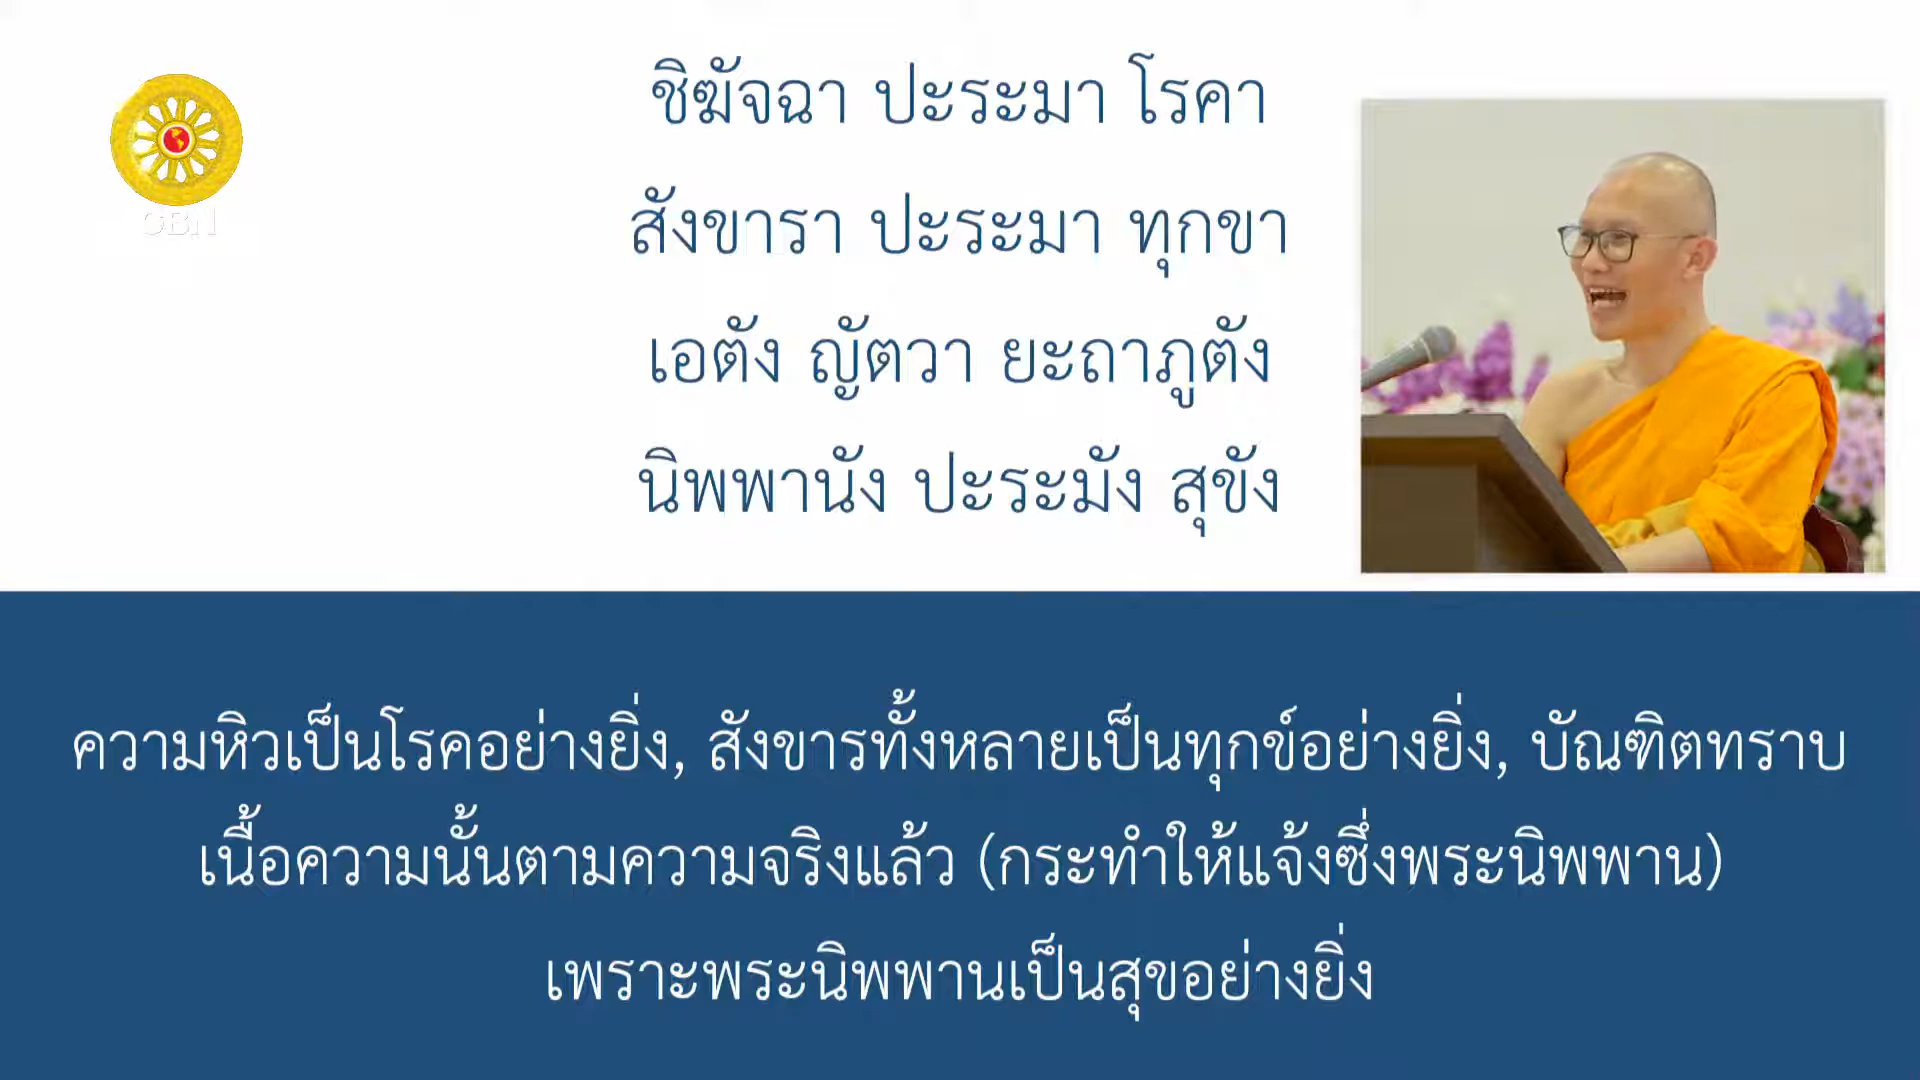 ชิฆัจฉา ปะระมา โรคา
สังขารา ปะระมา ทุกขา
เอตัง ญัตวา ยะถาภูตัง
นิพพานัง ปะระมัง สุขัง
ความหิวเป็นโรคอย่างยิ่ง, สังขารทั้งหลายเป็นทุกข์อย่างยิ่ง, บัณฑิตทราบ
เนื้อความนั้นตามความจริงแล้ว (กระทำให้แจ้งซึ่งพระนิพพาน)
เพราะพระนิพพานเป็นสุขอย่างยิ่ง